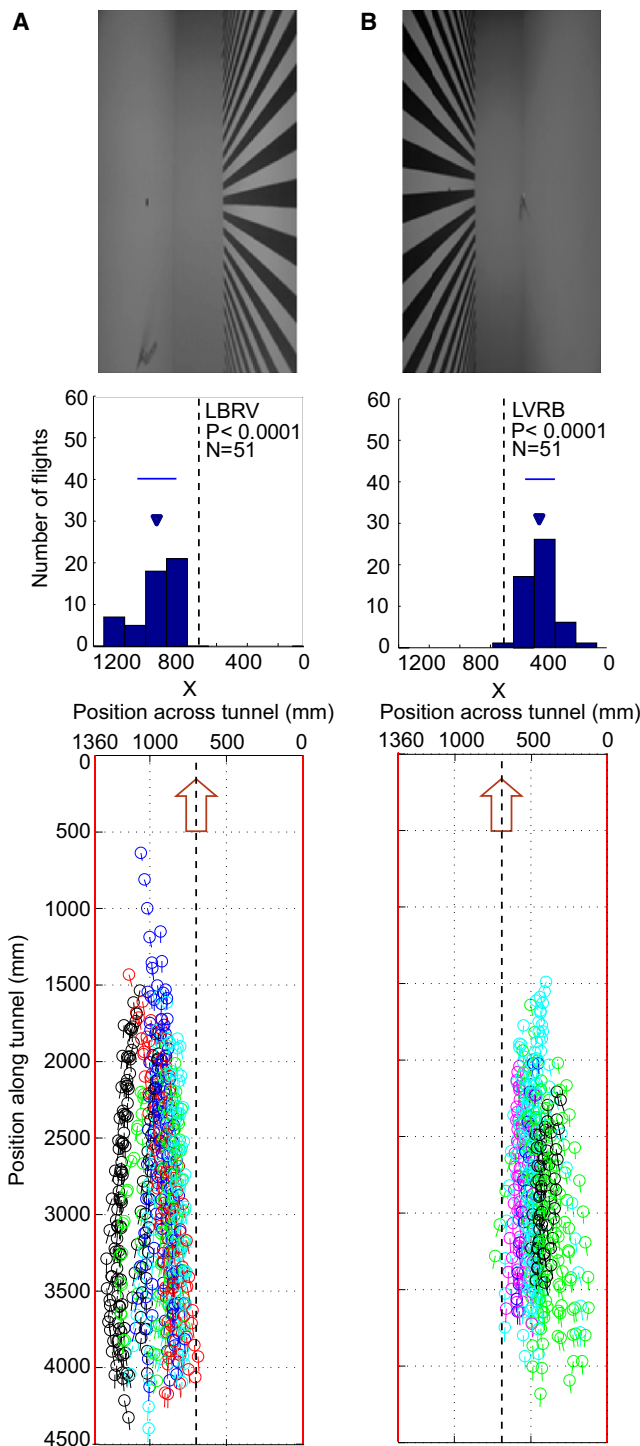 A
B
60
50
40
30
20
10
0
Number of flights
LBRV
P< 0.0001
N=51
1200 800 400 0
X
60
50
40
30
20
10
0
LVRB
P< 0.0001
N=51
1200 800 400 0
X
Position across tunnel (mm)
1360 1000 500 0
Position across tunnel (mm)
1360 1000 500 0
0
500
1000
1500
2000
2500
3000
3500
4000
4500
Position along tunnel (mm)